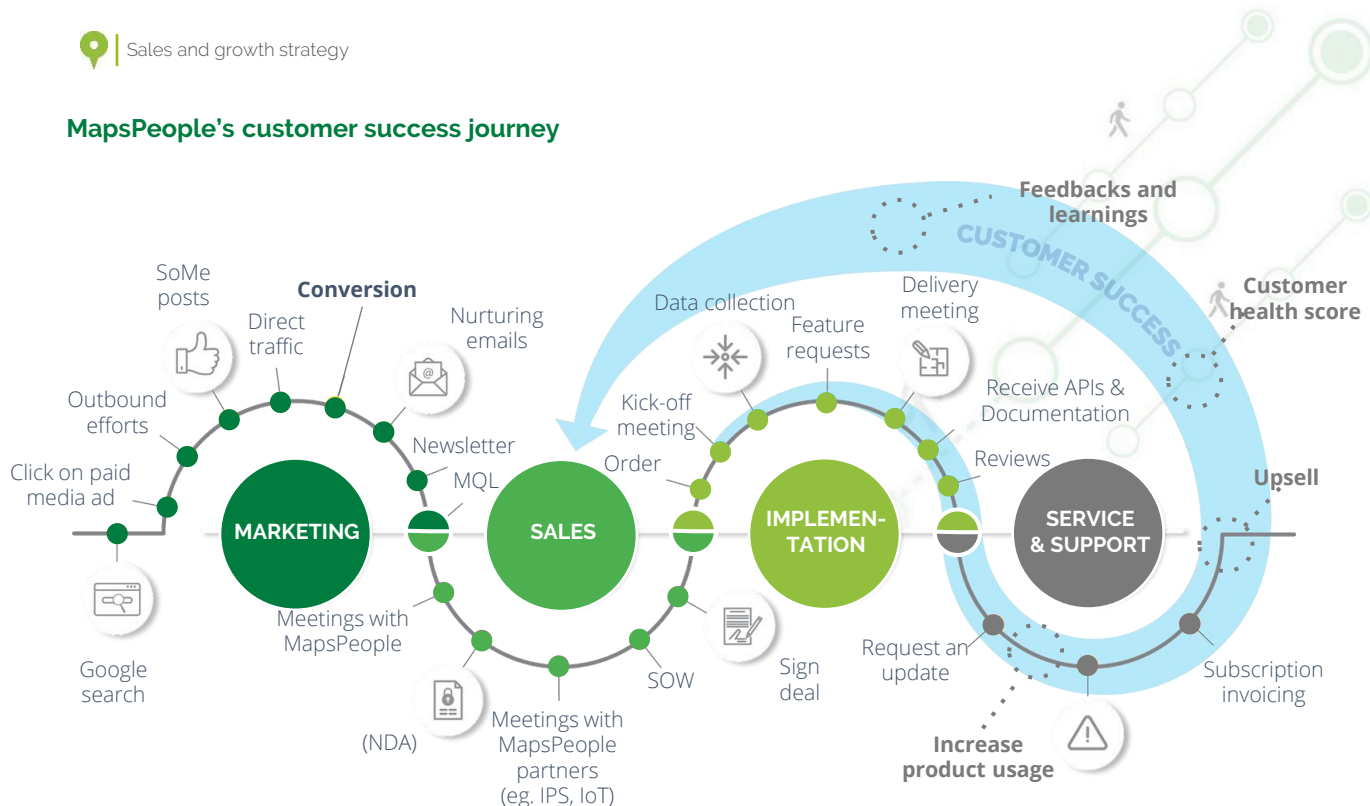 Sales and growth strategy
MapsPeople’s customer success journey
Feedbacks and
learnings
CUSTOMER SUCCESS
Customer
health score
SoMe
posts
Conversion
Direct
traffic
Nurturing
emails
@
Data collection
Feature
requests
Delivery
meeting
Outbound
efforts
Kick-off
meeting
Receive APIs &
Documentation
Newsletter
Click on paid
media ad
MQL
Order
Reviews
Upsell
MARKETING
SALES
IMPLEMEN-
TATION
SERVICE
& SUPPORT
Meetings with
MapsPeople
Google
search
(NDA)
Meetings with
MapsPeople
partners
(eg. IPS, IoT)
SOW
Sign
deal
Request an
update
Increase
product usage
Subscription
invoicing